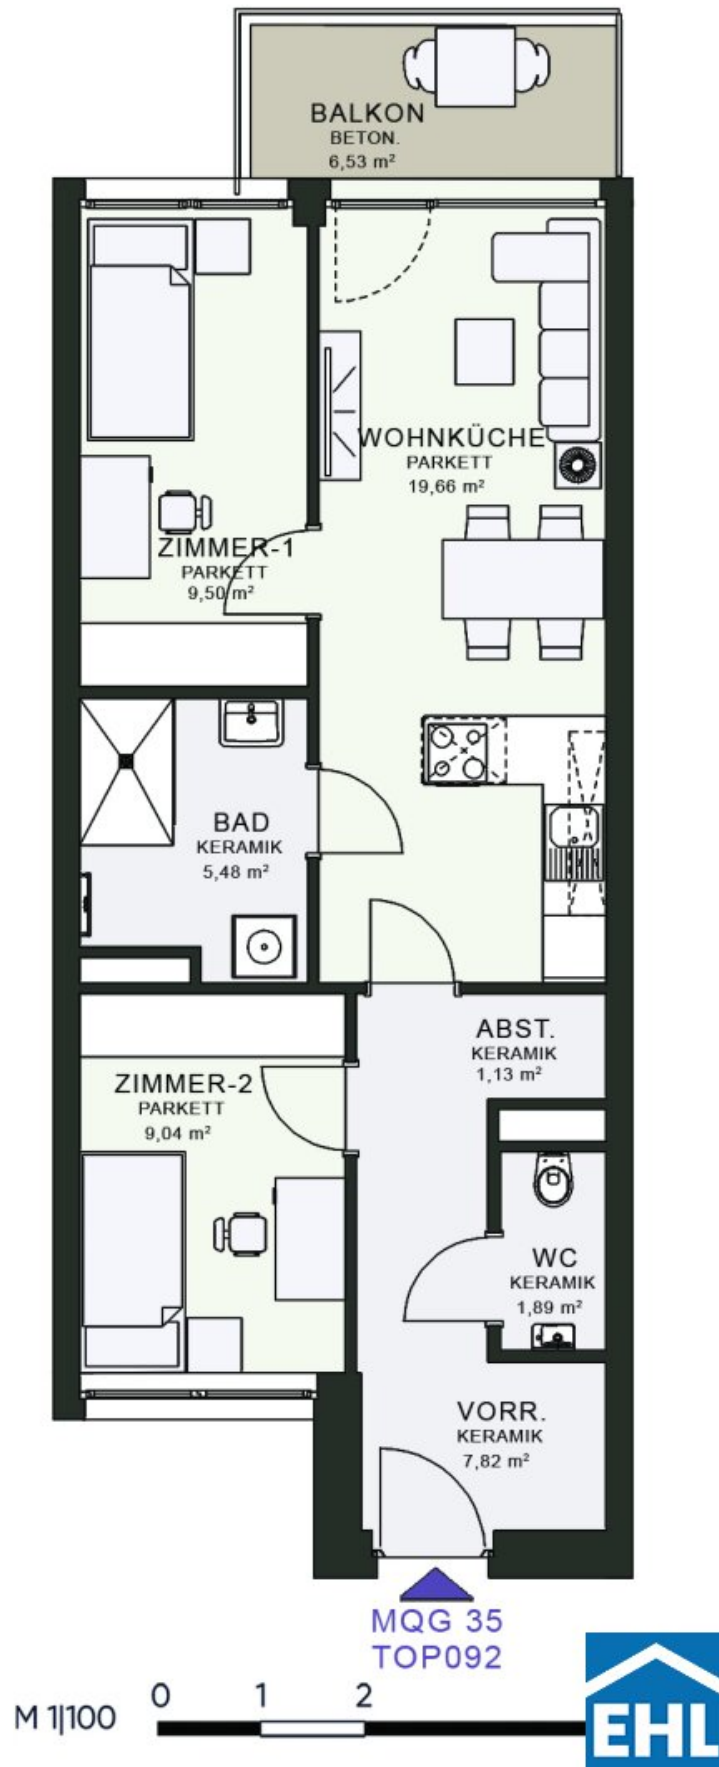 BALKON
BETON.
6,53 m²
WOHNKÜCHE
PARKETT
19,66 m²
ZIMMER-1
PARKETT
9,50 m²
BAD
KERAMIK
5,48 m²
ABST.
KERAMIK
1,13 m²
ZIMMER-2
PARKETT
9,04 m²
WC
KERAMIK
1,89 m²
VORR.
KERAMIK
7,82 m²
MQG 35
TOP092
M 1|100
0 1 2
EHL